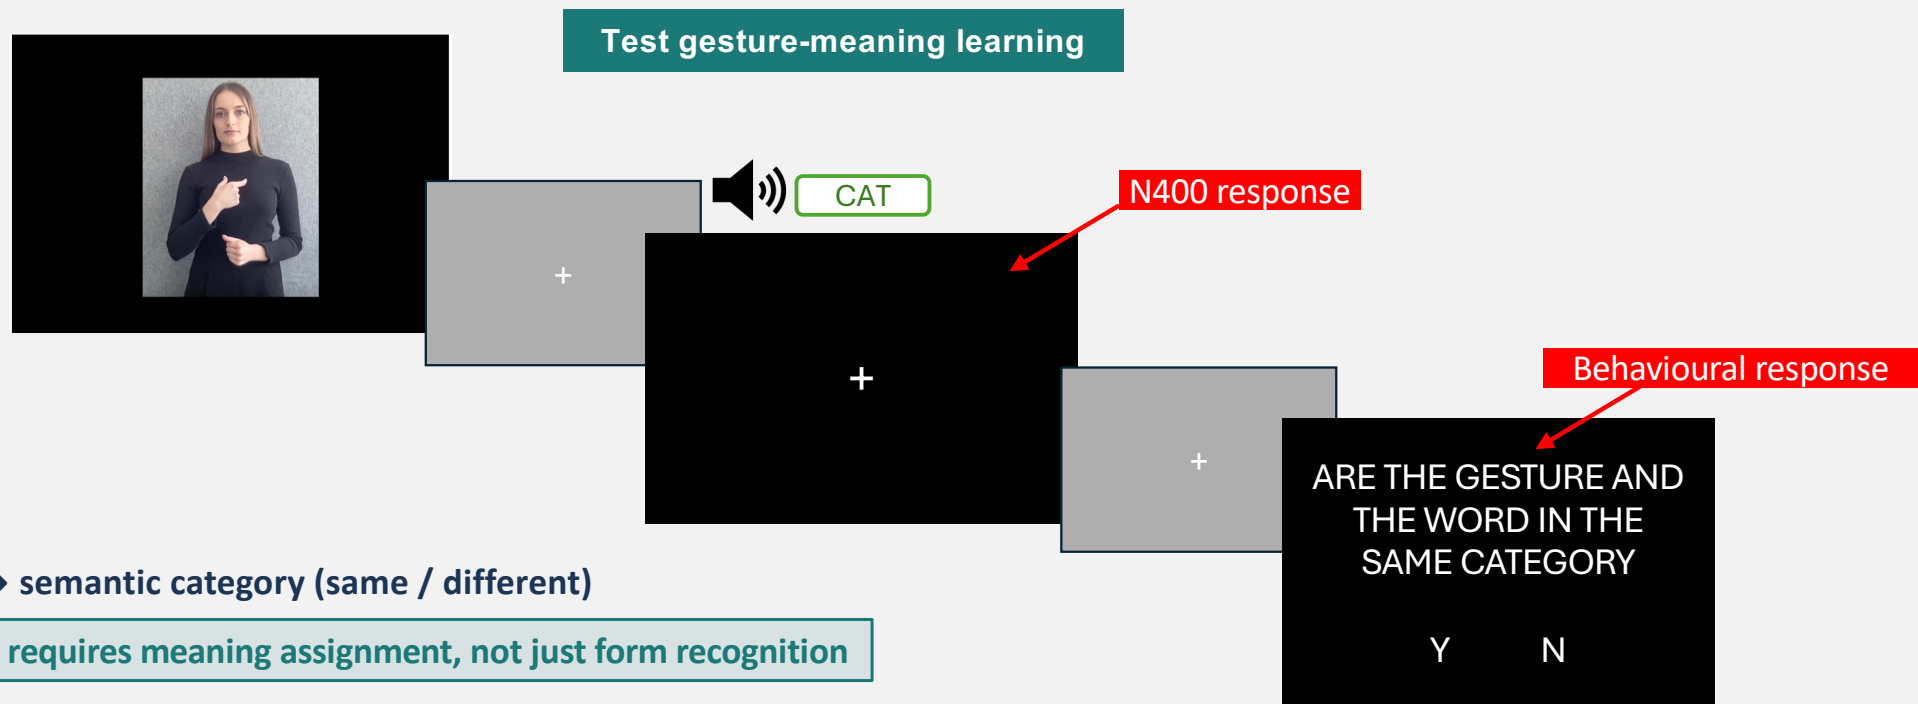 Test gesture-meaning learning
CAT
N400 response
+
+
Behavioural response
+
ARE THE GESTURE AND
THE WORD IN THE
SAME CATEGORY
Y N
semantic category (same / different)
requires meaning assignment, not just form recognition